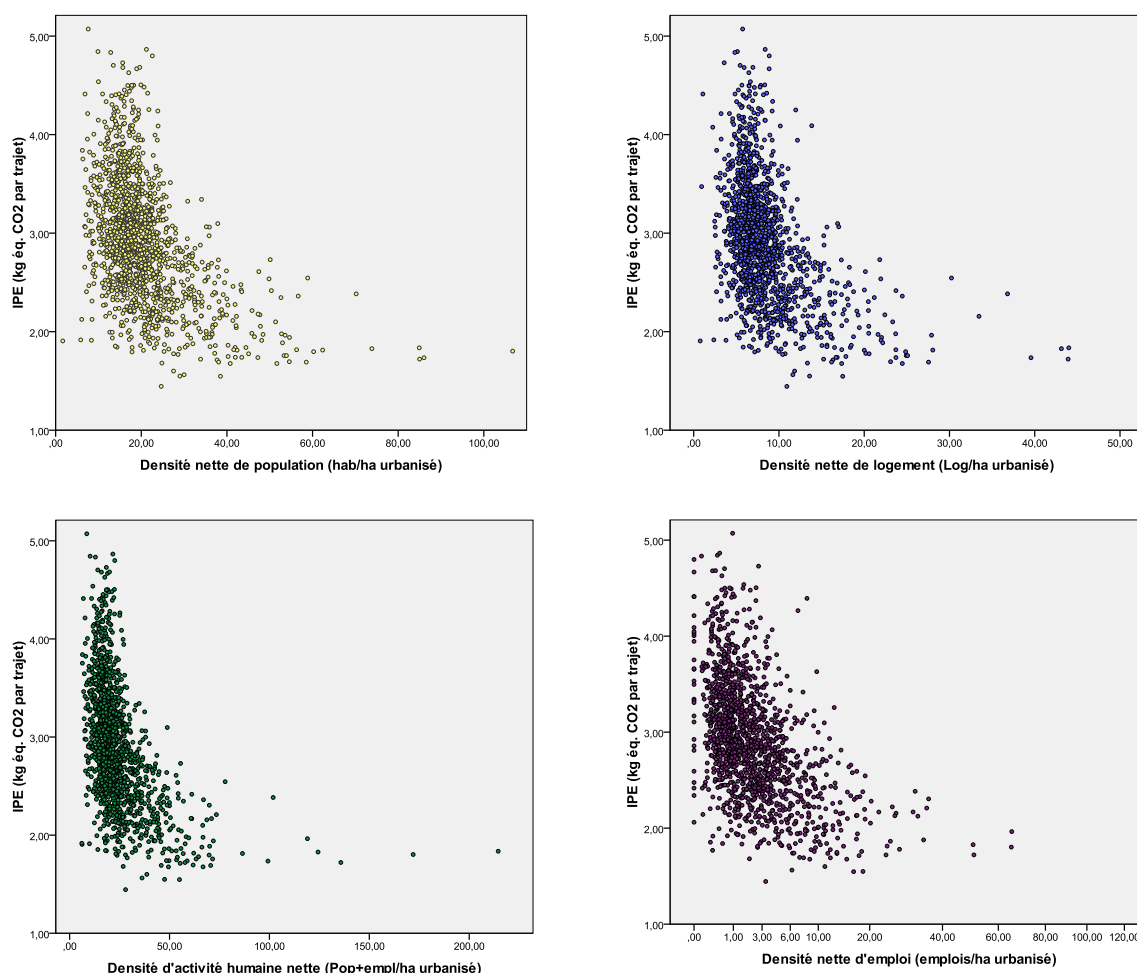 5,00
4,00
3,00
2,00
1,00
IPE (kg éq. CO2 par trajet)
,00 20,00 40,00 60,00 80,00 100,00
Densité nette de population (hab/ha urbanisé)
5,00
4,00
3,00
2,00
1,00
IPE (kg éq. CO2 par trajet)
,00 10,00 20,00 30,00 40,00 50,00
Densité nette de logement (Log/ha urbanisé)
5,00
4,00
3,00
2,00
1,00
IPE (kg éq. CO2 par trajet)
,00 50,00 100,00 150,00 200,00
Densité d'activité humaine nette (Pop+empl/ha urbanisé)
5,00
4,00
3,00
2,00
1,00
IPE (kg éq. CO2 par trajet)
,00 1,00 3,00 6,00 10,00 20,00 40,00 60,00 80,00 100,00 120,00
Densité nette d'emploi (emplois/ha urbanisé)